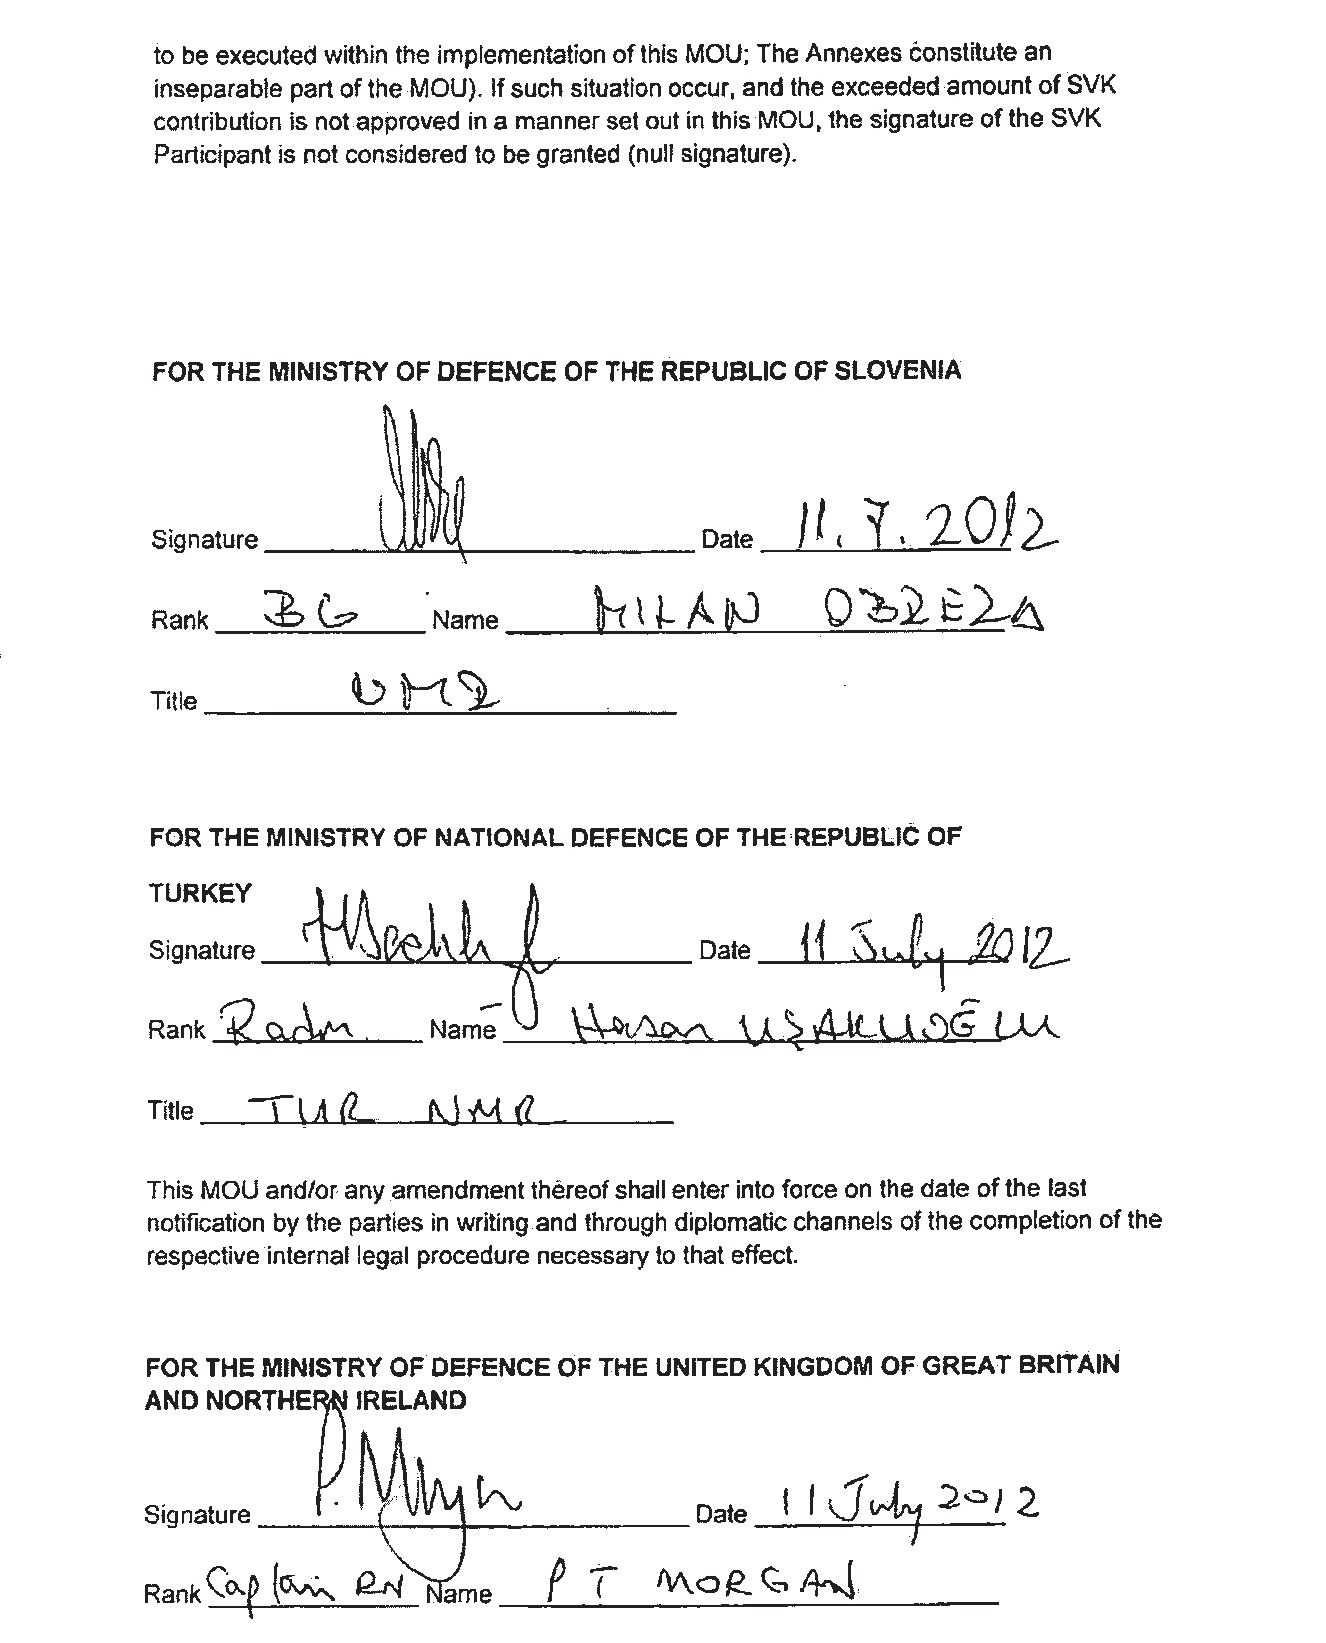 to be executed within the implementation of this MOU; The Annexes constitute an
inseparable part of the MOU). If such situation occur, and the exceeded amount of SVK
contribution is not approved in a manner set out in this MOU, the signature of the SVK
Participant is not considered to be granted (null signature).
FOR THE MINISTRY OF DEFENCE OF THE REPUBLIC OF SLOVENIA
Signature Date 11.7.2012
Rank BG Name MILAN OBREZA
Title
FOR THE MINISTRY OF NATIONAL DEFENCE OF THE REPUBLIC OF
TURKEY
Signature Date 11 July 2012
Rank Radm. Name Hasan UŞAKLIOĞLU
Title TUR NMR
This MOU and/or any amendment thereof shall enter into force on the date of the last
notification by the parties in writing and through diplomatic channels of the completion of the
respective internal legal procedure necessary to that effect.
FOR THE MINISTRY OF DEFENCE OF THE UNITED KINGDOM OF GREAT BRITAIN
AND NORTHERN IRELAND
Signature P. Morgan Date 11 July 2012
Rank Captain RN Name P T MORGAN